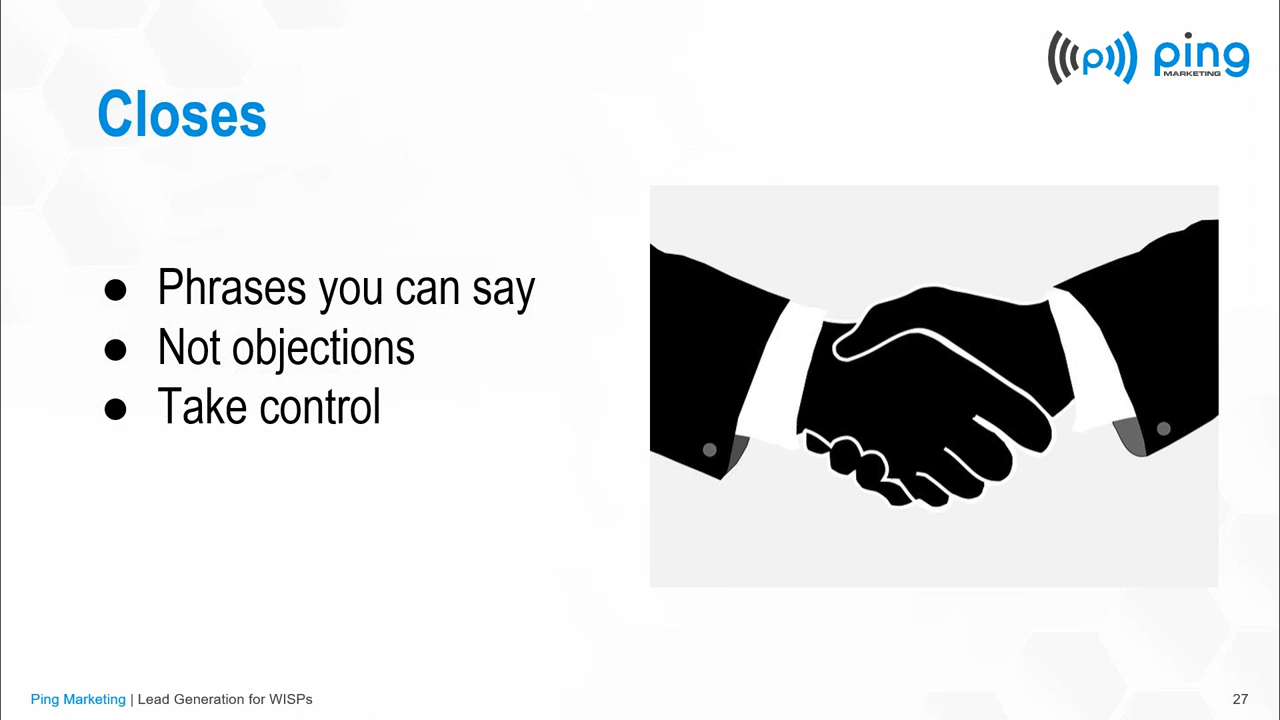 (p) ping
MARKETING
Closes
● Phrases you can say
● Not objections
● Take control
Ping Marketing | Lead Generation for WISPs
27